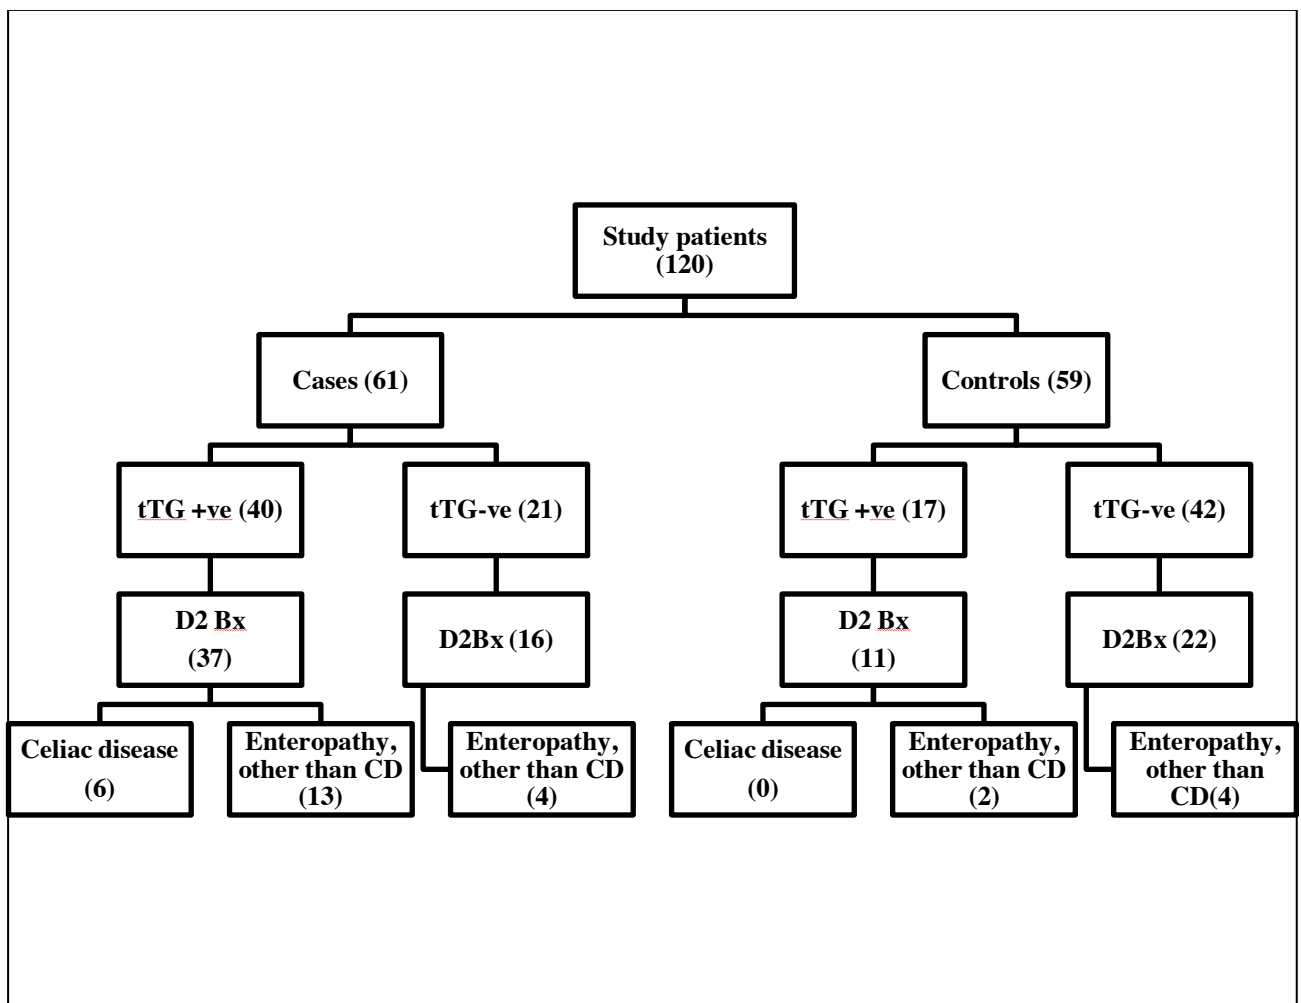 Study patients
(120)
Cases (61)
Controls (59)
tTG +ve (40)
tTG-ve (21)
tTG +ve (17)
tTG-ve (42)
D2 Bx
(37)
D2Bx (16)
D2 Bx
(11)
D2Bx (22)
Celiac disease
(6)
Enteropathy,
other than CD
(13)
Enteropathy,
other than CD
(4)
Celiac disease
(0)
Enteropathy,
other than CD
(2)
Enteropathy,
other than
CD(4)